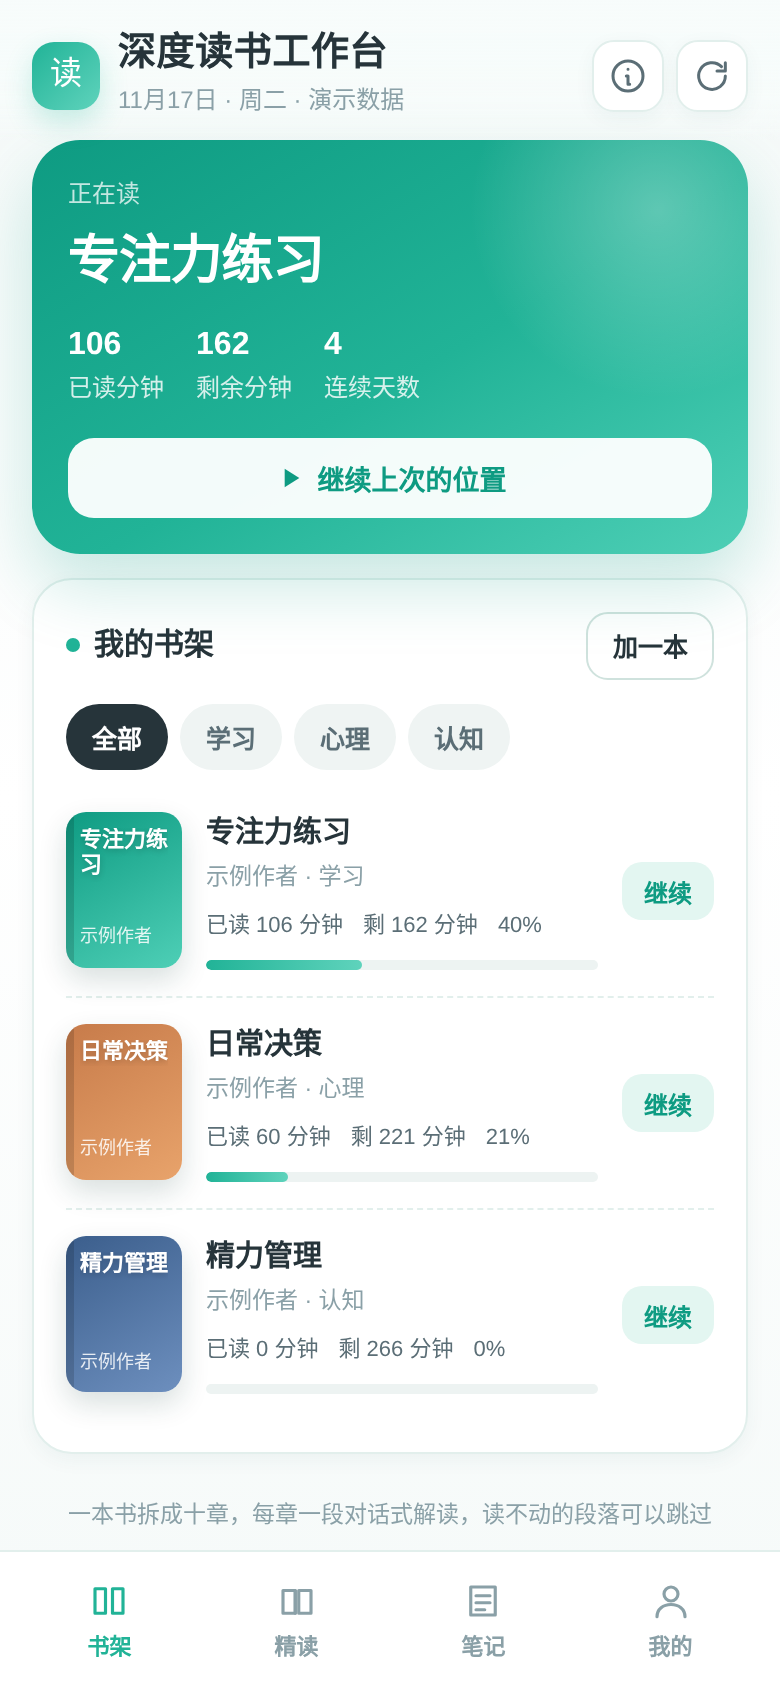 读
深度读书工作台
11月17日 · 周二 · 演示数据
正在读
专注力练习
106 162 4
已读分钟 剩余分钟 连续天数
继续上次的位置
我的书架
加一本
全部 学习 心理 认知
专注力练
习
示例作者
专注力练习
示例作者 · 学习
已读 106 分钟 剩 162 分钟 40%
继续
日常决策
示例作者
日常决策
示例作者 · 心理
已读 60 分钟 剩 221 分钟 21%
继续
精力管理
示例作者
精力管理
示例作者 · 认知
已读 0 分钟 剩 266 分钟 0%
继续
一本书拆成十章，每章一段对话式解读，读不动的段落可以跳过
书架 精读 笔记 我的